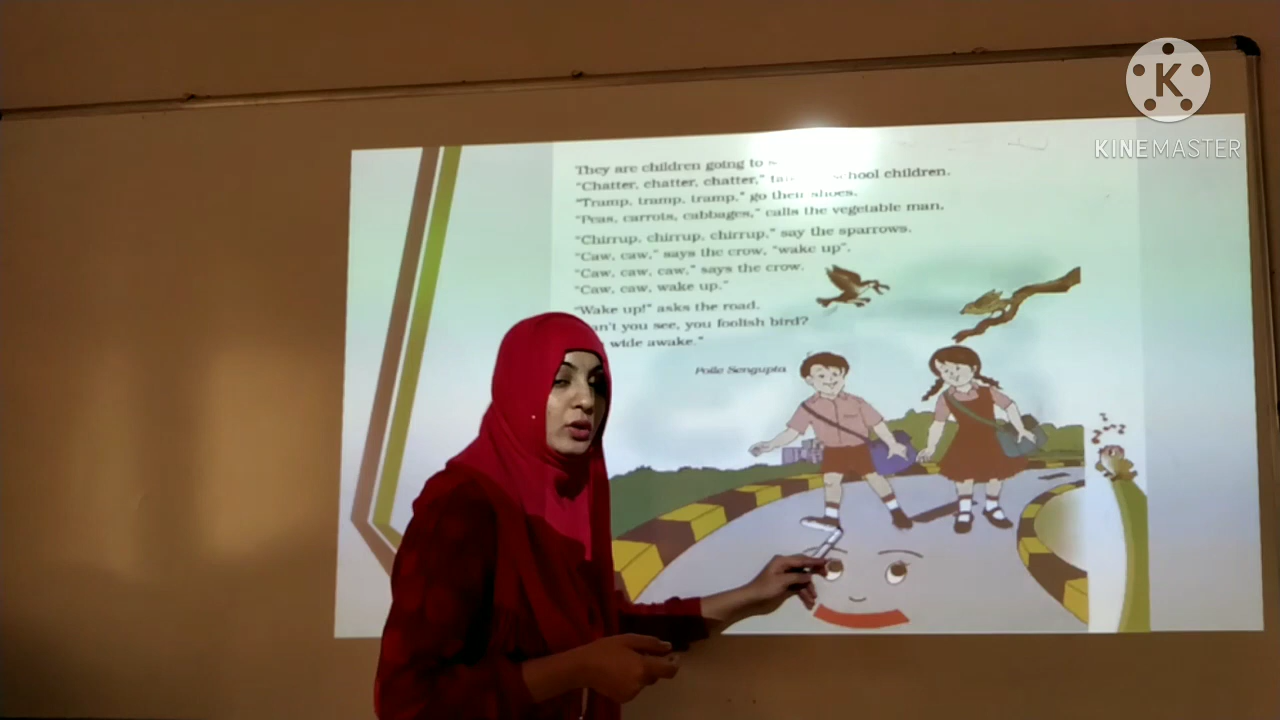 They are children going to
"Chatter, chatter, chatter," school children.
"Tramp, tramp, tramp," go their shoes.
"Peas, carrots, cabbages," calls the vegetable man.
"Chirrup, chirrup, chirrup," say the sparrows.
"Caw, caw," says the crow, "wake up".
"Caw, caw, caw," says the crow.
"Caw, caw, wake up."
"Wake up!" asks the road.
you see, you foolish bird?
wide awake."
Poile Sengupta
K
KINEMASTER